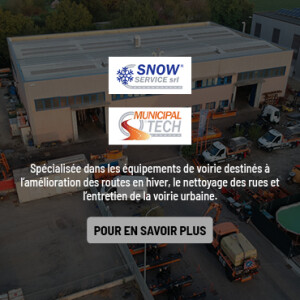 SNOW
SERVICE srl
MUNICIPAL
TECH
Spécialisée dans les équipements de voirie destinés à
l'amélioration des routes en hiver, le nettoyage des rues et
l'entretien de la voirie urbaine.
POUR EN SAVOIR PLUS